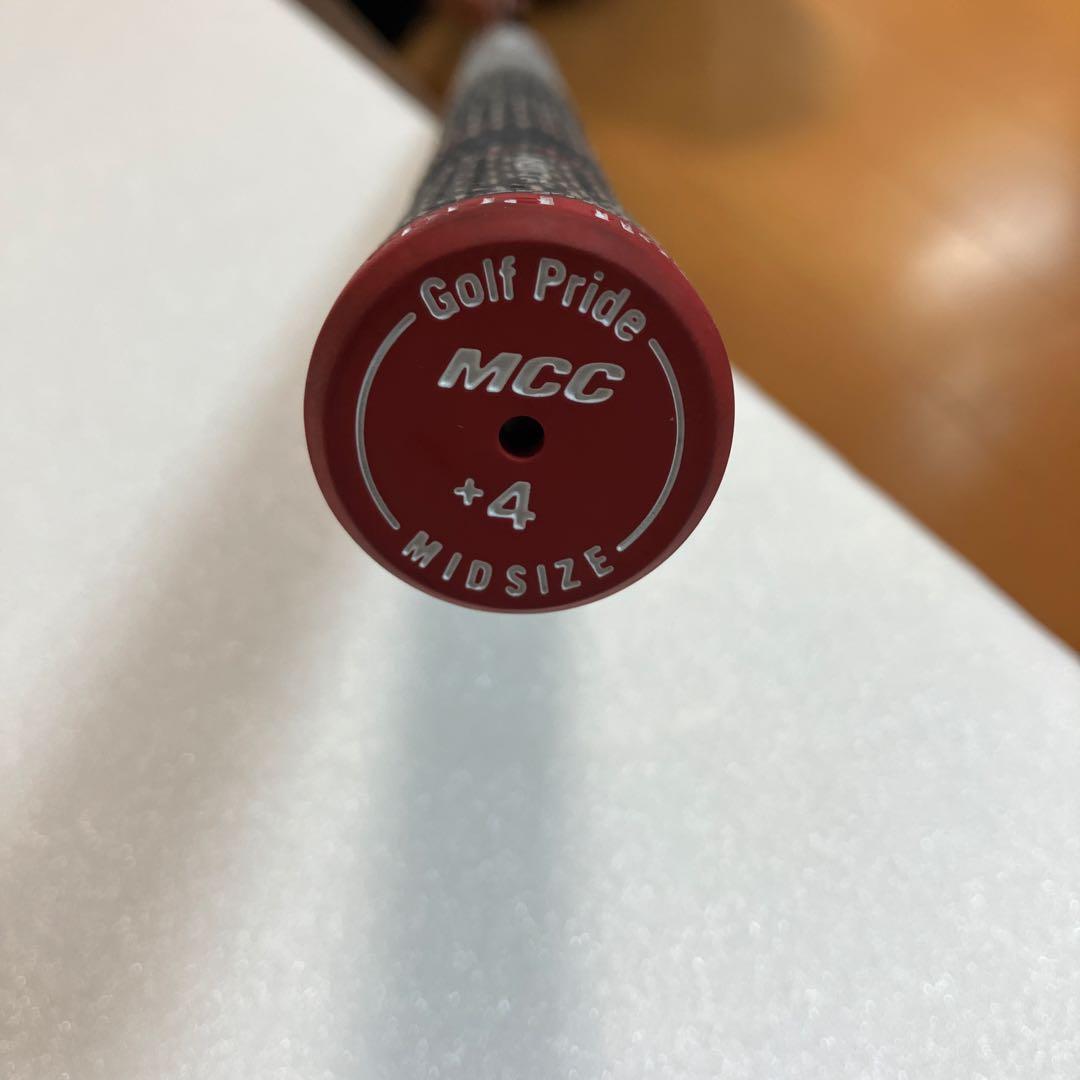 Golf Pride
MCC
+4
MIDSIZE